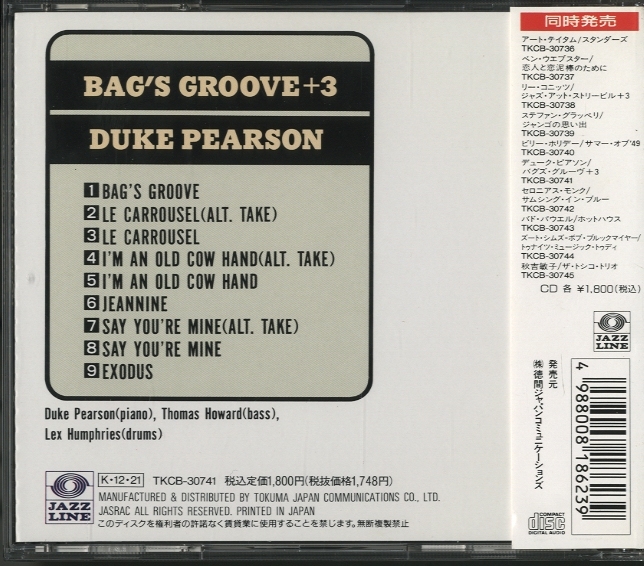 BAG'S GROOVE+3
DUKE PEARSON
1 BAG'S GROOVE
2 LE CARROUSEL(ALT. TAKE)
3 LE CARROUSEL
4 I'M AN OLD COW HAND(ALT. TAKE)
5 I'M AN OLD COW HAND
6 JEANNINE
7 SAY YOU'RE MINE(ALT. TAKE)
8 SAY YOU'RE MINE
9 EXODUS
Duke Pearson(piano), Thomas Howard(bass),
Lex Humphries(drums)
JAZZ
LINE
K・12・21 TKCB-30741 税込定価1,800円(税抜価格1,748円)
MANUFACTURED & DISTRIBUTED BY TOKUMA JAPAN COMMUNICATIONS CO., LTD.
JASRAC ALL RIGHTS RESERVED. PRINTED IN JAPAN
このディスクを権利者の許諾なく賃貸業に使用することを禁じます。無断複製禁止
同時発売
アート・テイタム/スタンダーズ
TKCB-30736
ベン・ウエブスター/
恋人と恋泥棒のために
TKCB-30737
リー・コニッツ/
ジャズ・アット・ストリービル+3
TKCB-30738
ステファン・グラッペリ/
ジャンゴの思い出
TKCB-30739
ビリー・ホリデー/サマー・オブ'49
TKCB-30740
デューク・ピアソン/
バグズ・グルーヴ+3
TKCB-30741
セロニアス・モンク/
サムシング・イン・ブルー
TKCB-30742
バド・パウエル/ホットハウス
TKCB-30743
ズート・シムズ・ボブ・ブルックマイヤー/
トゥナイツ・ミュージック・トゥディ
TKCB-30744
秋吉敏子/ザ・トシコ・トリオ
TKCB-30745
CD 各 ¥1,800(税込)
JAZZ
LINE
発売元
㈱徳間ジャパンコミュニケーションズ
4 988008 186239
COMPACT
disc
DIGITAL AUDIO